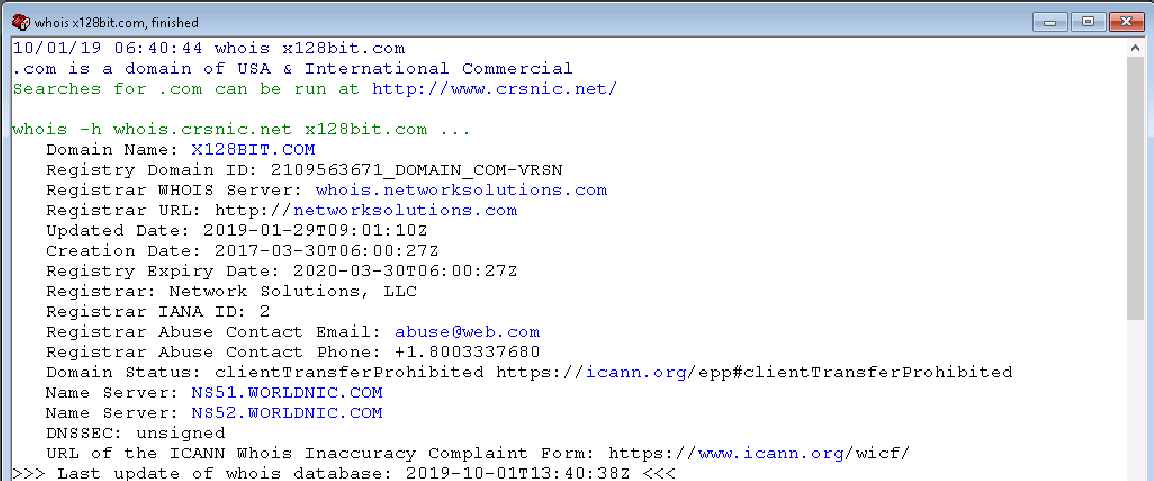 whois x128bit.com, finished
10/01/19 06:40:44 whois x128bit.com
.com is a domain of USA & International Commercial
Searches for .com can be run at http://www.crsnic.net/
whois -h whois.crsnic.net x128bit.com ...
Domain Name: X128BIT.COM
Registry Domain ID: 2109563671_DOMAIN_COM-VRSN
Registrar WHOIS Server: whois.networksolutions.com
Registrar URL: http://networksolutions.com
Updated Date: 2019-01-29T09:01:10Z
Creation Date: 2017-03-30T06:00:27Z
Registry Expiry Date: 2020-03-30T06:00:27Z
Registrar: Network Solutions, LLC
Registrar IANA ID: 2
Registrar Abuse Contact Email: abuse@web.com
Registrar Abuse Contact Phone: +1.8003337680
Domain Status: clientTransferProhibited https://icann.org/epp#clientTransferProhibited
Name Server: NS51.WORLDNIC.COM
Name Server: NS52.WORLDNIC.COM
DNSSEC: unsigned
URL of the ICANN Whois Inaccuracy Complaint Form: https://www.icann.org/wicf/
>>> Last update of whois database: 2019-10-01T13:40:38Z <<<